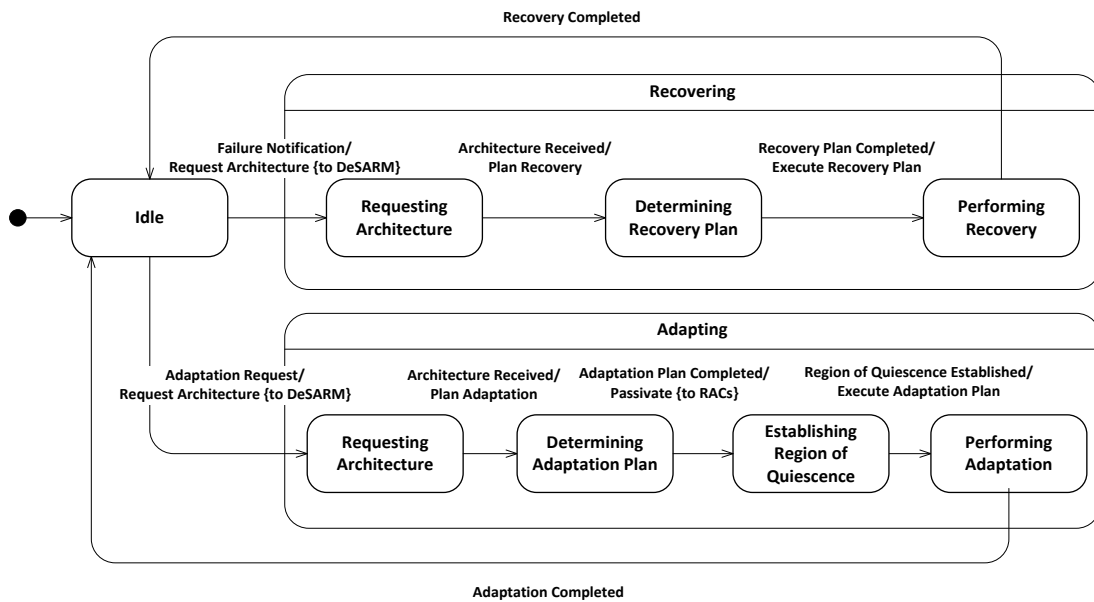 Recovery Completed
Recovering
Failure Notification/
Request Architecture {to DeSARM}
Architecture Received/
Plan Recovery
Recovery Plan Completed/
Execute Recovery Plan
Idle
Requesting
Architecture
Determining
Recovery Plan
Performing
Recovery
Adapting
Adaptation Request/
Request Architecture {to DeSARM}
Architecture Received/
Plan Adaptation
Adaptation Plan Completed/
Passivate {to RACs}
Region of Quiescence Established/
Execute Adaptation Plan
Requesting
Architecture
Determining
Adaptation Plan
Establishing
Region of
Quiescence
Performing
Adaptation
Adaptation Completed